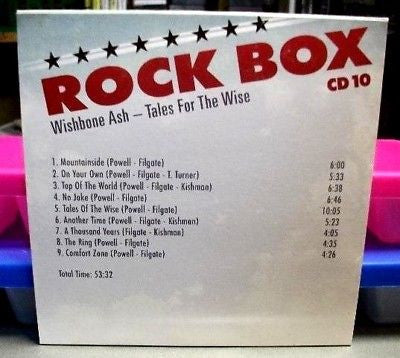 ROCK BOX
CD 10
Wishbone Ash – Tales For The Wise
1. Mountainside (Powell - Filgate) 6:00
2. On Your Own (Powell - Filgate - T. Turner) 5:33
3. Top Of The World (Powell - Filgate - Kishman) 6:38
4. No Joke (Powell - Filgate) 6:46
5. Tales Of The Wise (Powell - Filgate) 10:05
6. Another Time (Powell - Filgate - Kishman) 5:22
7. A Thousand Years (Filgate - Kishman) 4:05
8. The Ring (Powell - Filgate) 4:35
9. Comfort Zone (Powell - Filgate) 4:26
Total Time: 53:32